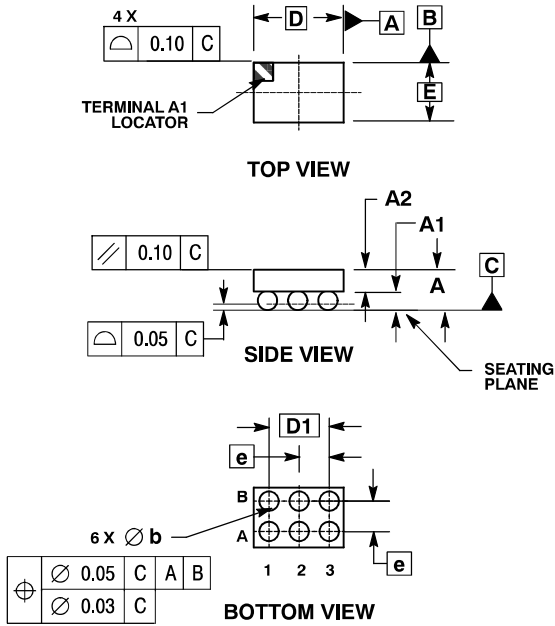 4 X
⌓ 0.10 C
D
A
B
E
TERMINAL A1
LOCATOR
TOP VIEW
A2
A1
// 0.10 C
C
A
⌓ 0.05 C
SIDE VIEW
SEATING
PLANE
D1
e
B
6 X Ø b
A
e
1 2 3
⌖ Ø 0.05 C A B
Ø 0.03 C
BOTTOM VIEW